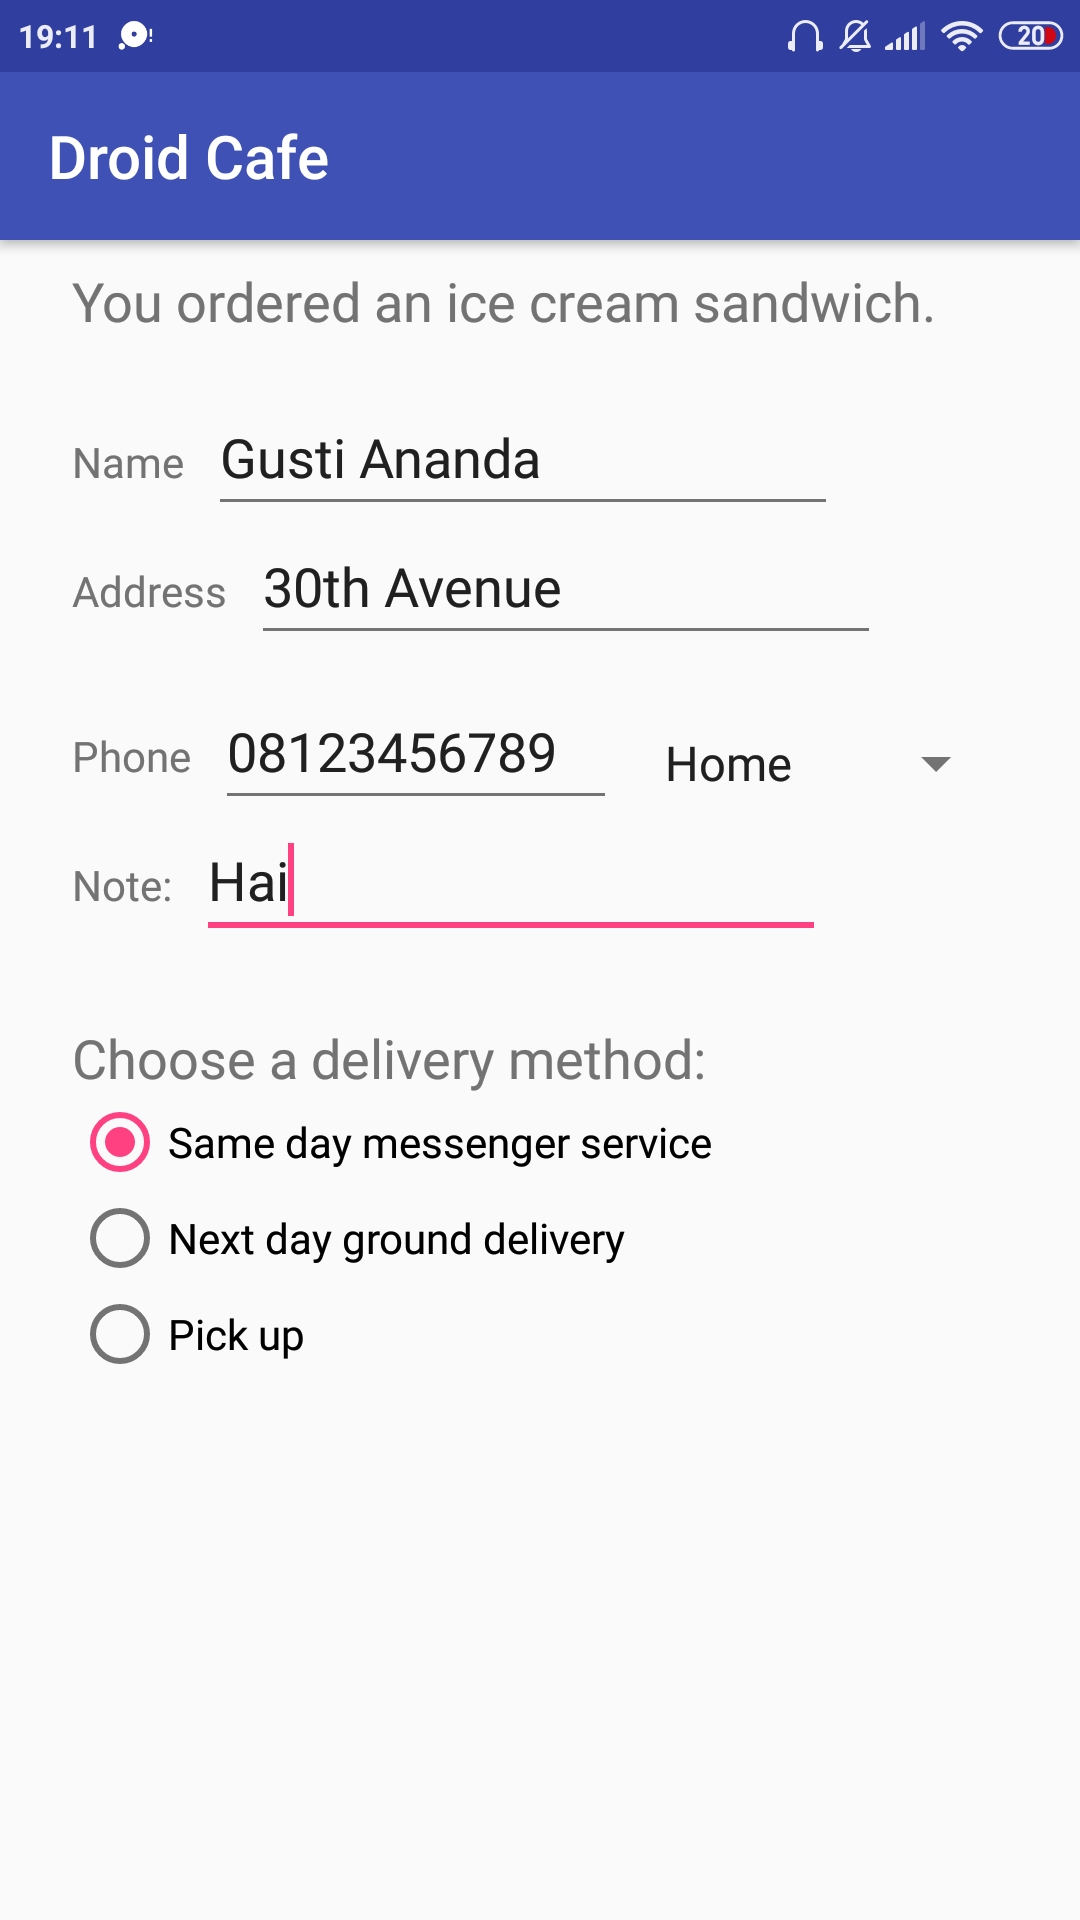 19:11 20
Droid Cafe
You ordered an ice cream sandwich.
Name Gusti Ananda
Address 30th Avenue
Phone 08123456789 Home
Note: Hai
Choose a delivery method:
Same day messenger service
Next day ground delivery
Pick up